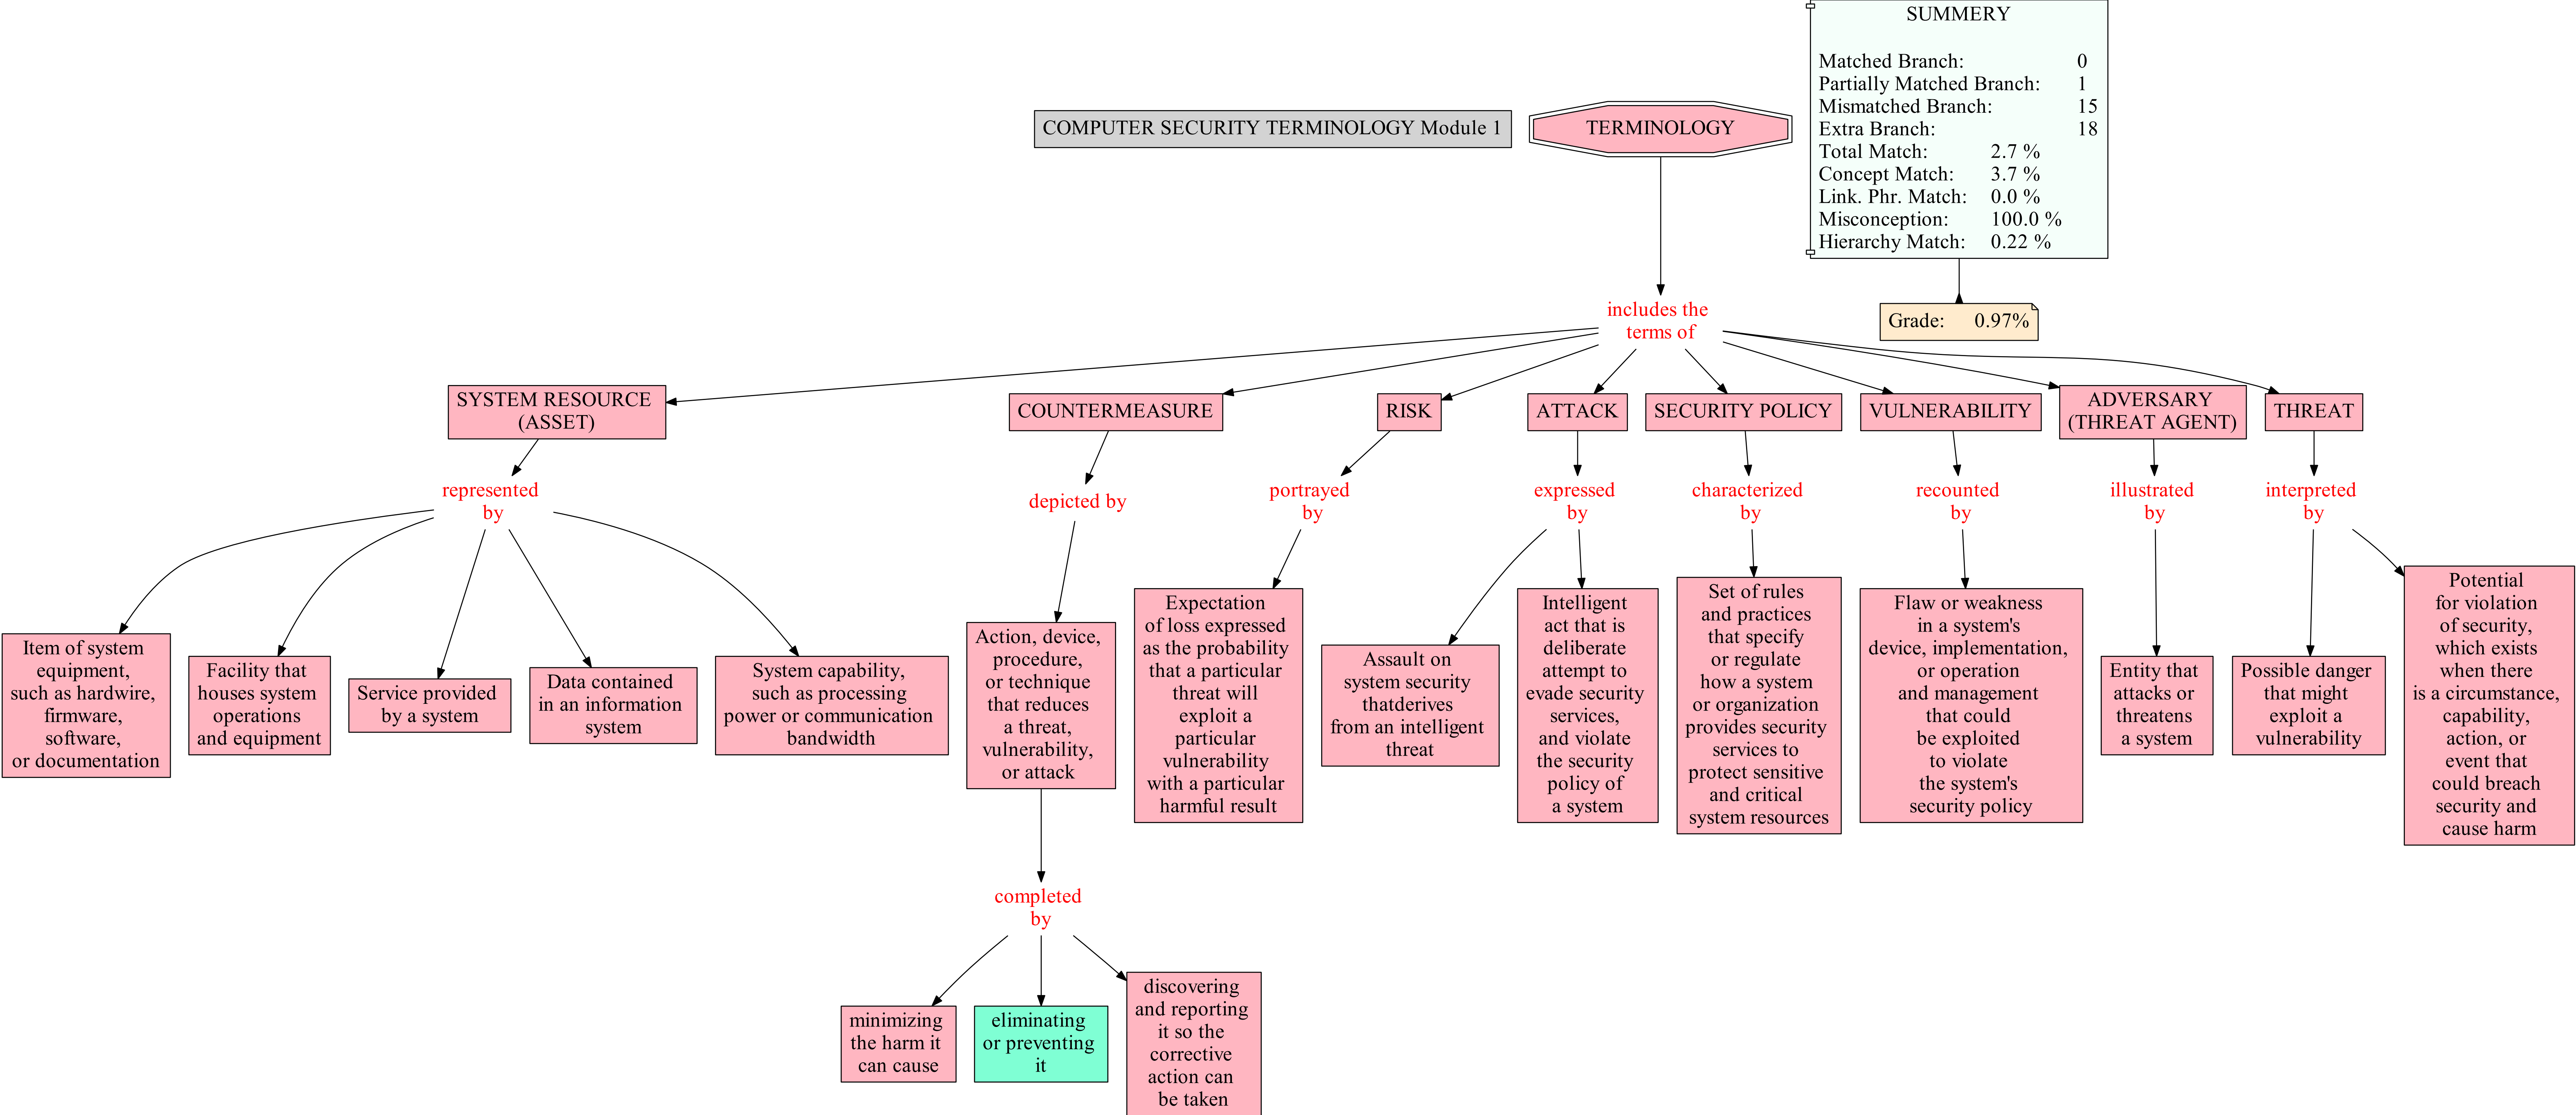 SUMMERY
Matched Branch: 0
Partially Matched Branch: 1
Mismatched Branch: 15
Extra Branch: 18
Total Match: 2.7 %
Concept Match: 3.7 %
Link. Phr. Match: 0.0 %
Misconception: 100.0 %
Hierarchy Match: 0.22 %
Grade: 0.97%
COMPUTER SECURITY TERMINOLOGY Module 1
TERMINOLOGY
includes the
terms of
SYSTEM RESOURCE
(ASSET)
COUNTERMEASURE
RISK
ATTACK
SECURITY POLICY
VULNERABILITY
ADVERSARY
(THREAT AGENT)
THREAT
represented
by
depicted by
portrayed
by
expressed
by
characterized
by
recounted
by
illustrated
by
interpreted
by
Item of system
equipment,
such as hardwire,
firmware,
software,
or documentation
Facility that
houses system
operations
and equipment
Service provided
by a system
Data contained
in an information
system
System capability,
such as processing
power or communication
bandwidth
Action, device,
procedure,
or technique
that reduces
a threat,
vulnerability,
or attack
Expectation
of loss expressed
as the probability
that a particular
threat will
exploit a
particular
vulnerability
with a particular
harmful result
Assault on
system security
thatderives
from an intelligent
threat
Intelligent
act that is
deliberate
attempt to
evade security
services,
and violate
the security
policy of
a system
Set of rules
and practices
that specify
or regulate
how a system
or organization
provides security
services to
protect sensitive
and critical
system resources
Flaw or weakness
in a system's
device, implementation,
or operation
and management
that could
be exploited
to violate
the system's
security policy
Entity that
attacks or
threatens
a system
Possible danger
that might
exploit a
vulnerability
Potential
for violation
of security,
which exists
when there
is a circumstance,
capability,
action, or
event that
could breach
security and
cause harm
completed
by
minimizing
the harm it
can cause
eliminating
or preventing
it
discovering
and reporting
it so the
corrective
action can
be taken